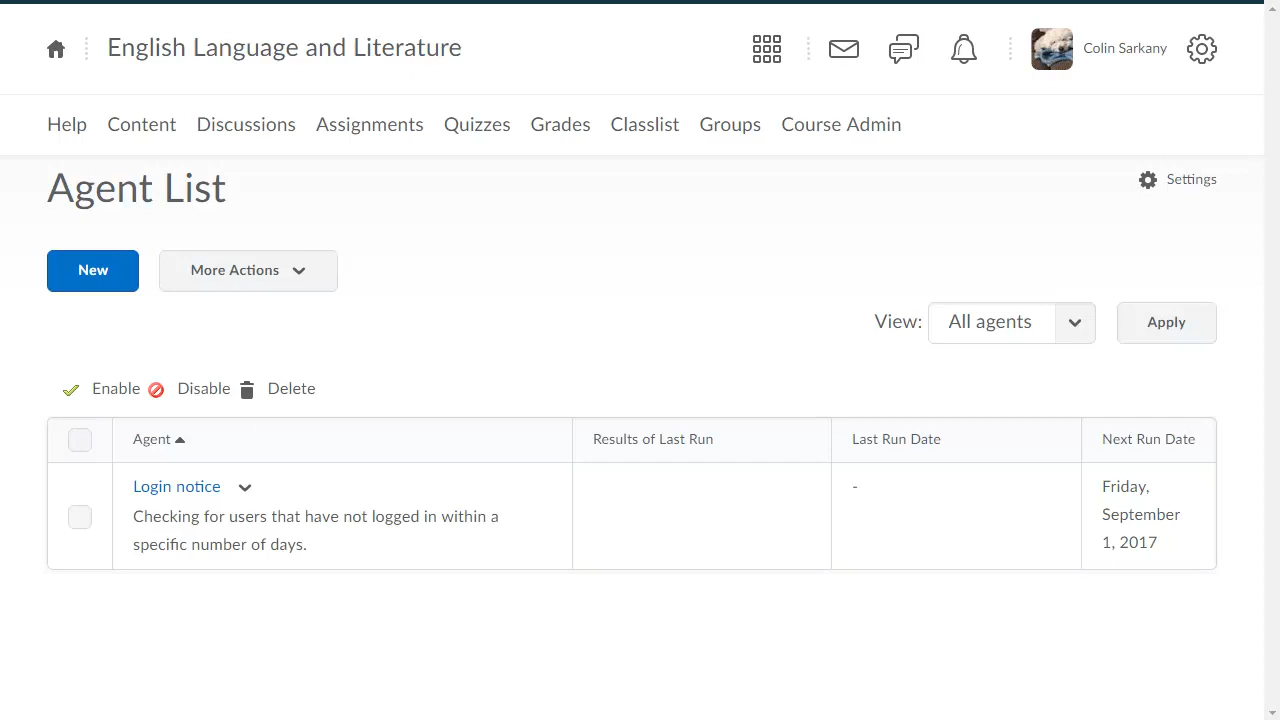 English Language and Literature
Colin Sarkany
Help Content Discussions Assignments Quizzes Grades Classlist Groups Course Admin
Agent List
Settings
New
More Actions
View: All agents
Apply
Enable Disable Delete
Agent Results of Last Run Last Run Date Next Run Date
Login notice
Checking for users that have not logged in within a
specific number of days.
-
Friday,
September
1, 2017